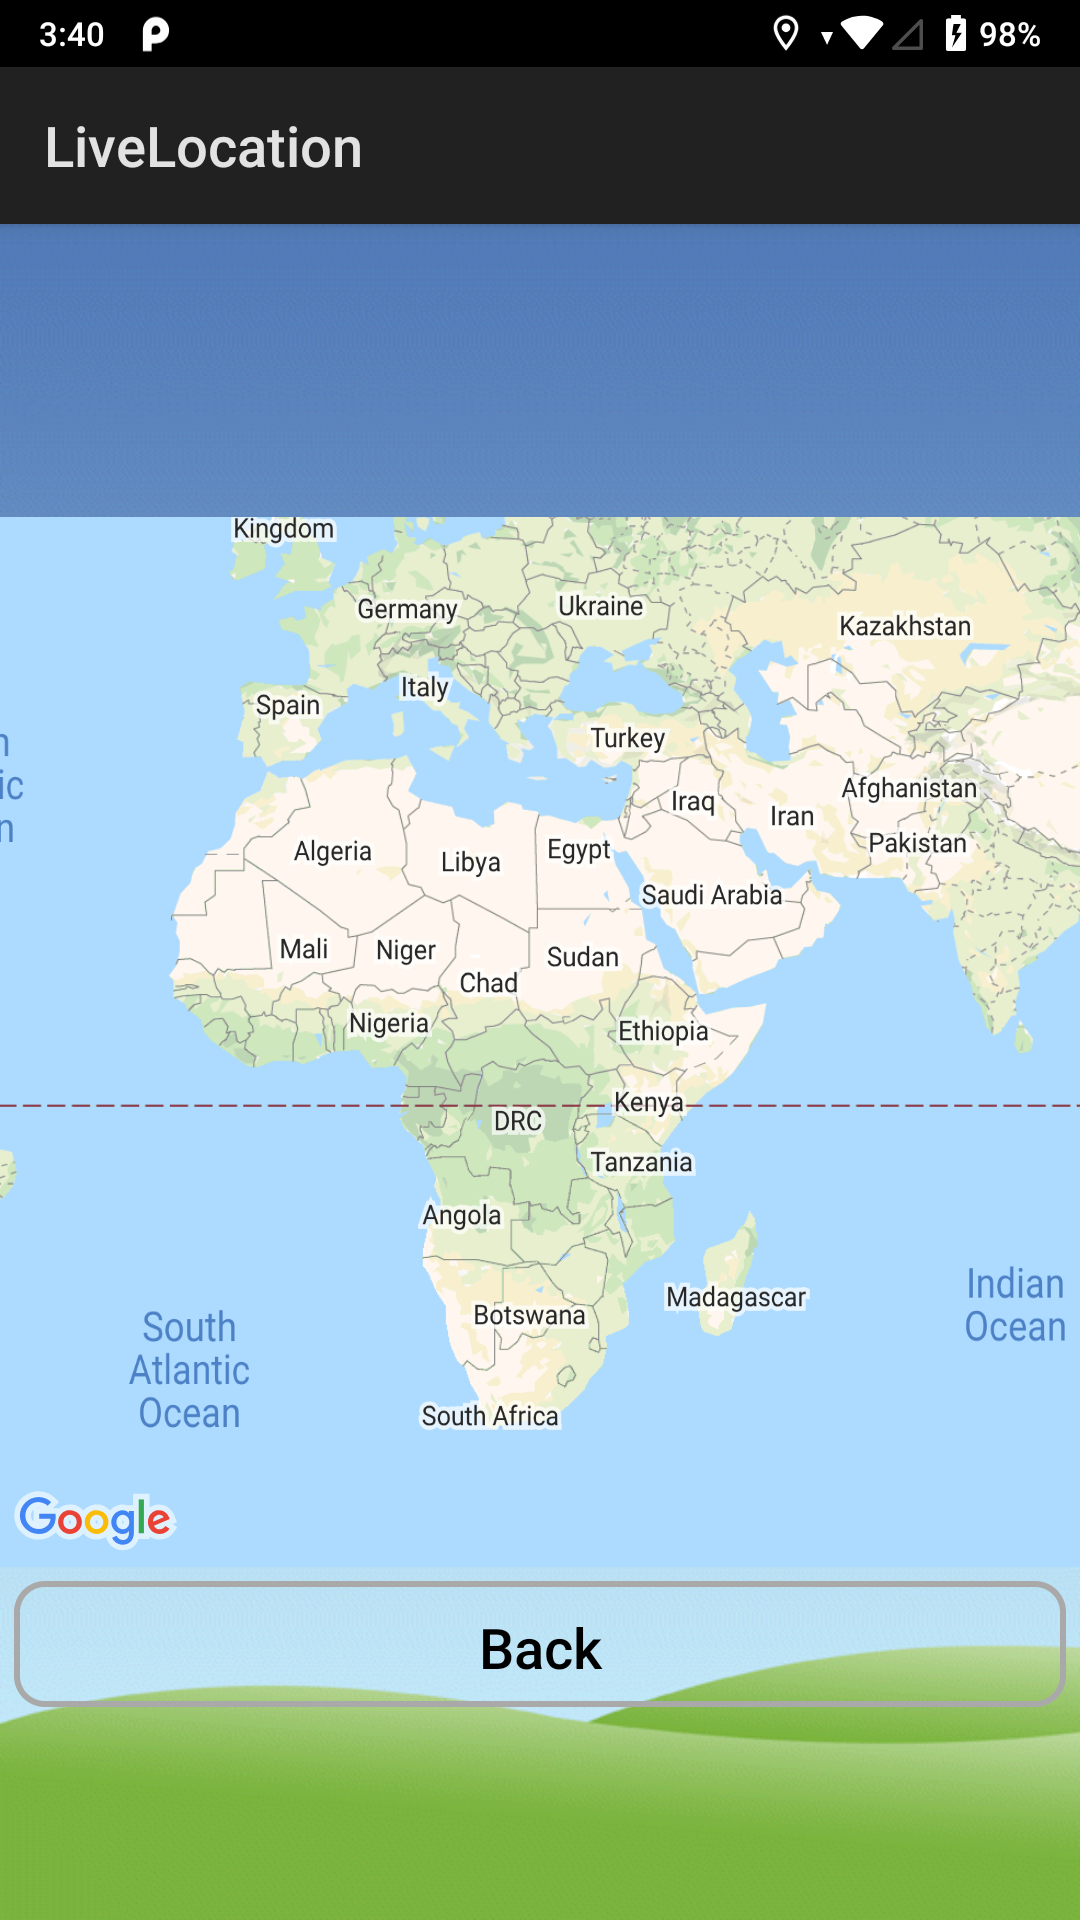 3:40
98%
LiveLocation
Kingdom
Germany
Ukraine
Kazakhstan
Italy
Spain
Turkey
n
ic
n
Afghanistan
Iraq
Iran
Pakistan
Algeria
Libya
Egypt
Saudi Arabia
Mali
Niger
Sudan
Chad
Nigeria
Ethiopia
Kenya
DRC
Tanzania
Angola
Madagascar
Indian
Ocean
Botswana
South
Atlantic
Ocean
South Africa
Google
Back